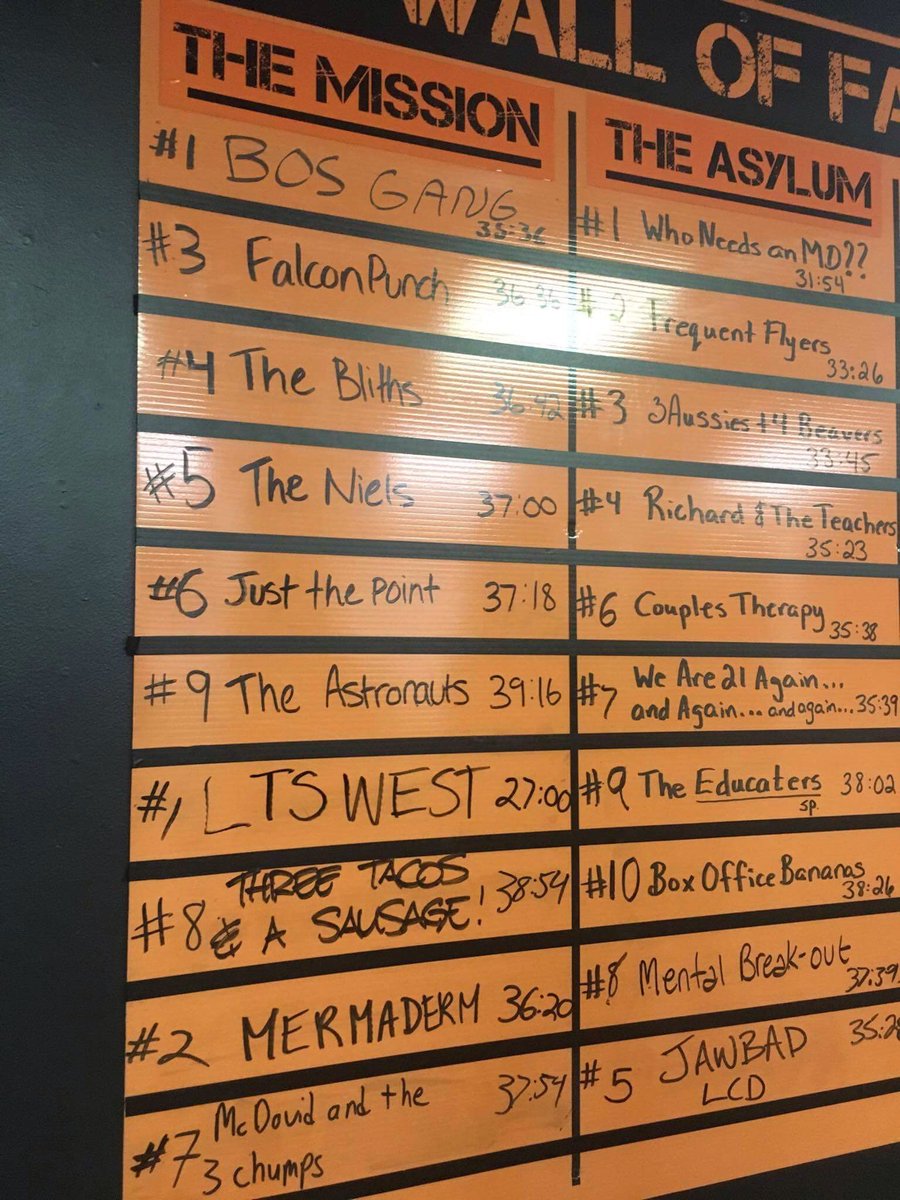 WALL OF FA
THE MISSION
#1 BOS GANG
#3 FalconPunch 36:36
#4 The Bliths 36:42
#5 The Niels 37:00
#6 Just the point 37:18
#9 The Astronauts 39:16
#1 LTS WEST 27:00
#8 THREE TACOS
& A SAUSAGE! 38:54
#2 MERMADERM 36:20
#7 McDavid and the 37:54
3 chumps
THE ASYLUM
#1 Who Needs an MD??
31:54
#2 Frequent Flyers
33:26
#3 3Aussies +4 Beavers
33:45
#4 Richard & The Teachers
35:23
#6 Couples Therapy
35:38
#7 We Are 21 Again...
and Again... and again... 35:39
#9 The Educaters 38:02
sp.
#10 Box Office Bananas
38:26
#8 Mental Break-out
37:39
#5 JAWBAD
LCD